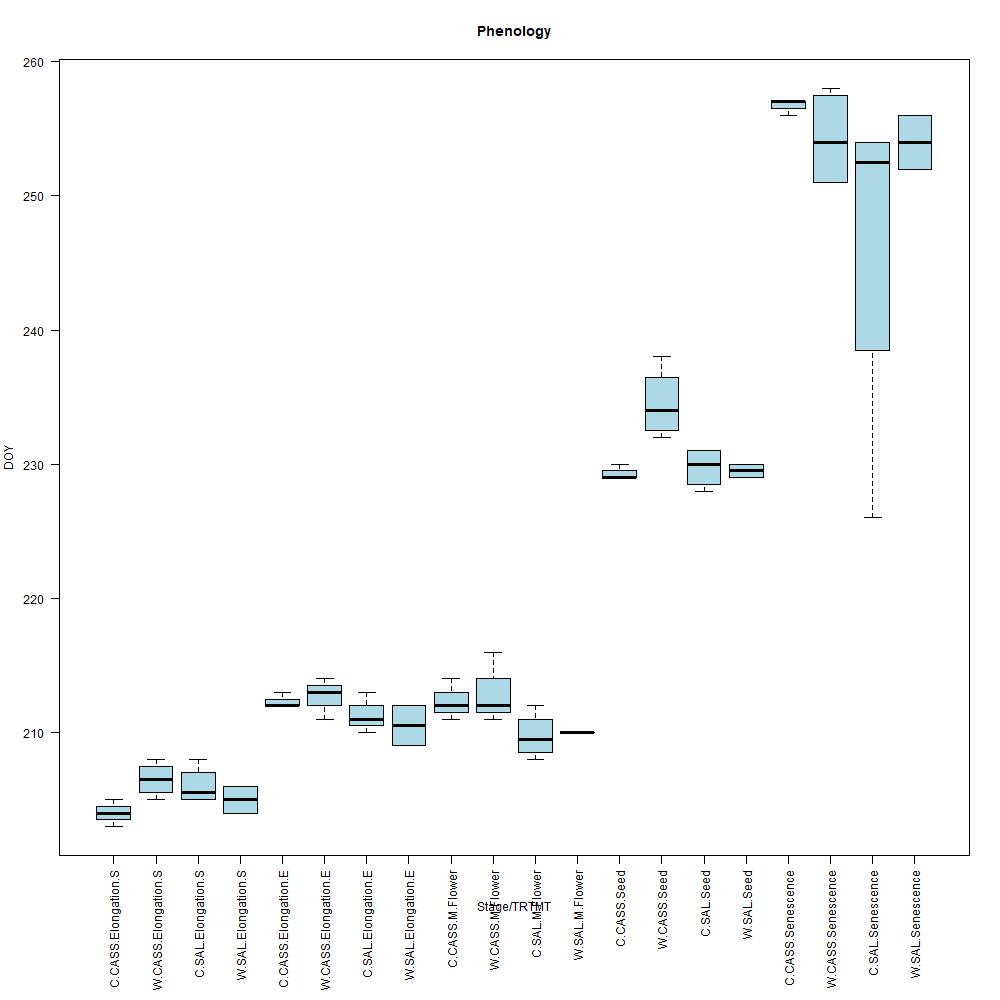 Phenology
260
250
240
230
220
210
DOY
C.CASS.Elongation.S
W.CASS.Elongation.S
C.SAL.Elongation.S
W.SAL.Elongation.S
C.CASS.Elongation.E
W.CASS.Elongation.E
C.SAL.Elongation.E
W.SAL.Elongation.E
C.CASS.M.Flower
W.CASS.M.Flower
C.SAL.M.Flower
W.SAL.M.Flower
C.CASS.Seed
W.CASS.Seed
C.SAL.Seed
W.SAL.Seed
C.CASS.Senescence
W.CASS.Senescence
C.SAL.Senescence
W.SAL.Senescence
Stage/TRTMT